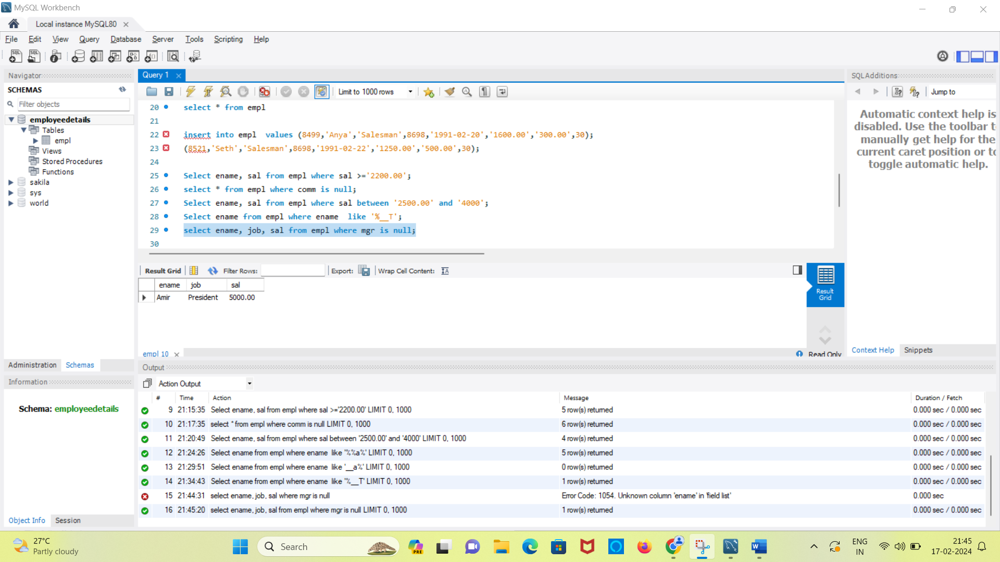 MySQL Workbench
Local instance MySQL80
File Edit View Query Database Server Tools Scripting Help
Navigator
SCHEMAS
Filter objects
employeedetails
Tables
empl
Views
Stored Procedures
Functions
sakila
sys
world
Administration Schemas
Information
Schema: employeedetails
Object Info Session
Query 1
Limit to 1000 rows
20 select * from empl
21
22 insert into empl  values (8499,'Anya','Salesman',8698,'1991-02-20','1600.00','300.00',30);
23 (8521,'Seth','Salesman',8698,'1991-02-22','1250.00','500.00',30);
24
25 Select ename, sal from empl where sal >='2200.00';
26 select * from empl where comm is null;
27 Select ename, sal from empl where sal between '2500.00' and '4000';
28 Select ename from empl where ename  like '%__T';
29 select ename, job, sal from empl where mgr is null;
30
Result Grid Filter Rows: Export: Wrap Cell Content:
ename job sal
Amir President 5000.00
Result
Grid
empl 10
Read Only
SQLAdditions
Jump to
Automatic context help is
disabled. Use the toolbar t
manually get help for the
current caret position or to
toggle automatic help.
Context Help Snippets
Output
Action Output
# Time Action Message Duration / Fetch
9 21:15:35 Select ename, sal from empl where sal >='2200.00' LIMIT 0, 1000 5 row(s) returned 0.000 sec / 0.000 sec
10 21:17:35 select * from empl where comm is null LIMIT 0, 1000 6 row(s) returned 0.000 sec / 0.000 sec
11 21:20:49 Select ename, sal from empl where sal between '2500.00' and '4000' LIMIT 0, 1000 4 row(s) returned 0.000 sec / 0.000 sec
12 21:24:26 Select ename from empl where ename  like '%%a%' LIMIT 0, 1000 5 row(s) returned 0.000 sec / 0.000 sec
13 21:29:51 Select ename from empl where ename  like '__a%' LIMIT 0, 1000 0 row(s) returned 0.000 sec / 0.000 sec
14 21:34:43 Select ename from empl where ename  like '%__T' LIMIT 0, 1000 1 row(s) returned 0.000 sec / 0.000 sec
15 21:44:31 select ename, job, sal where mgr is null Error Code: 1054. Unknown column 'ename' in 'field list' 0.000 sec
16 21:45:20 select ename, job, sal from empl where mgr is null LIMIT 0, 1000 1 row(s) returned 0.000 sec / 0.000 sec
27°C
Partly cloudy
Search
PRE
ENG
IN
21:45
17-02-2024